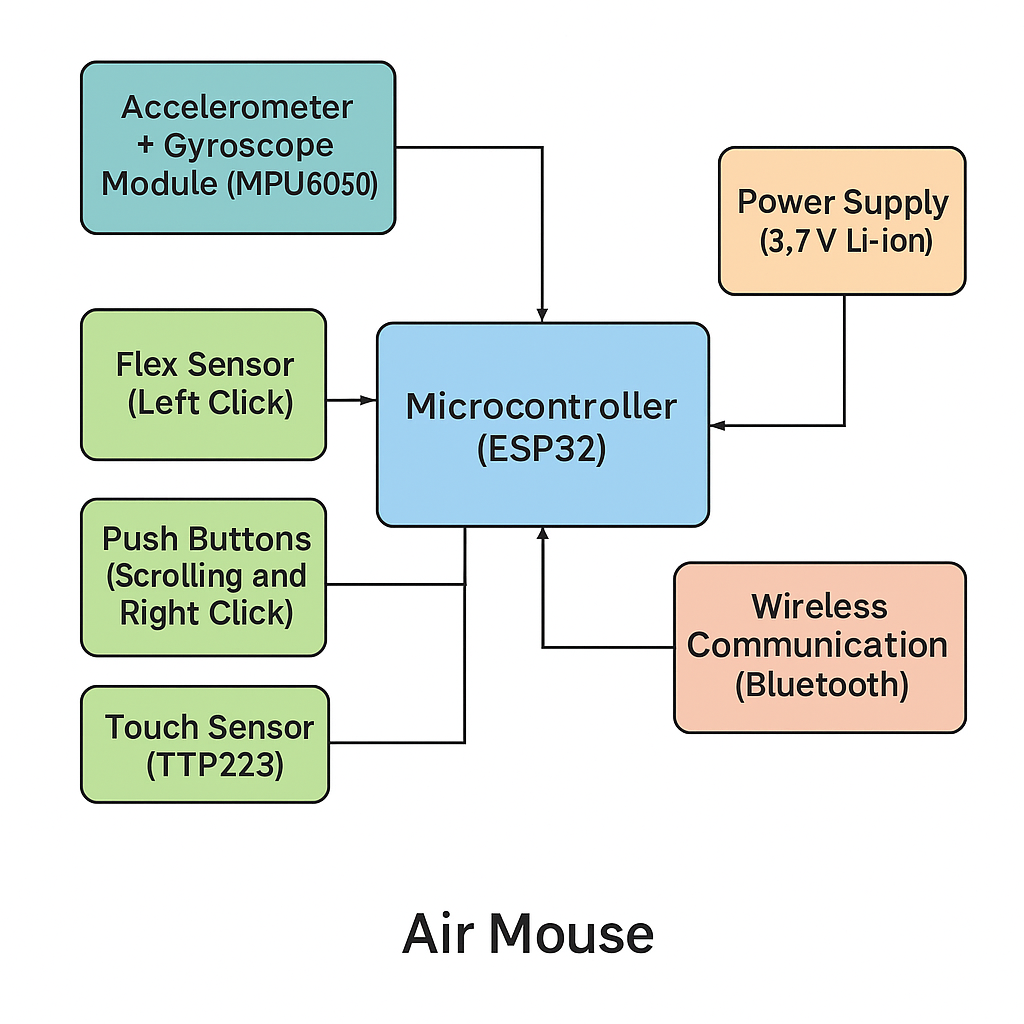 Accelerometer
+ Gyroscope
Module (MPU6050)
Power Supply
(3,7 V Li-ion)
Flex Sensor
(Left Click)
Microcontroller
(ESP32)
Push Buttons
(Scrolling and
Right Click)
Wireless
Communication
(Bluetooth)
Touch Sensor
(TTP223)
Air Mouse